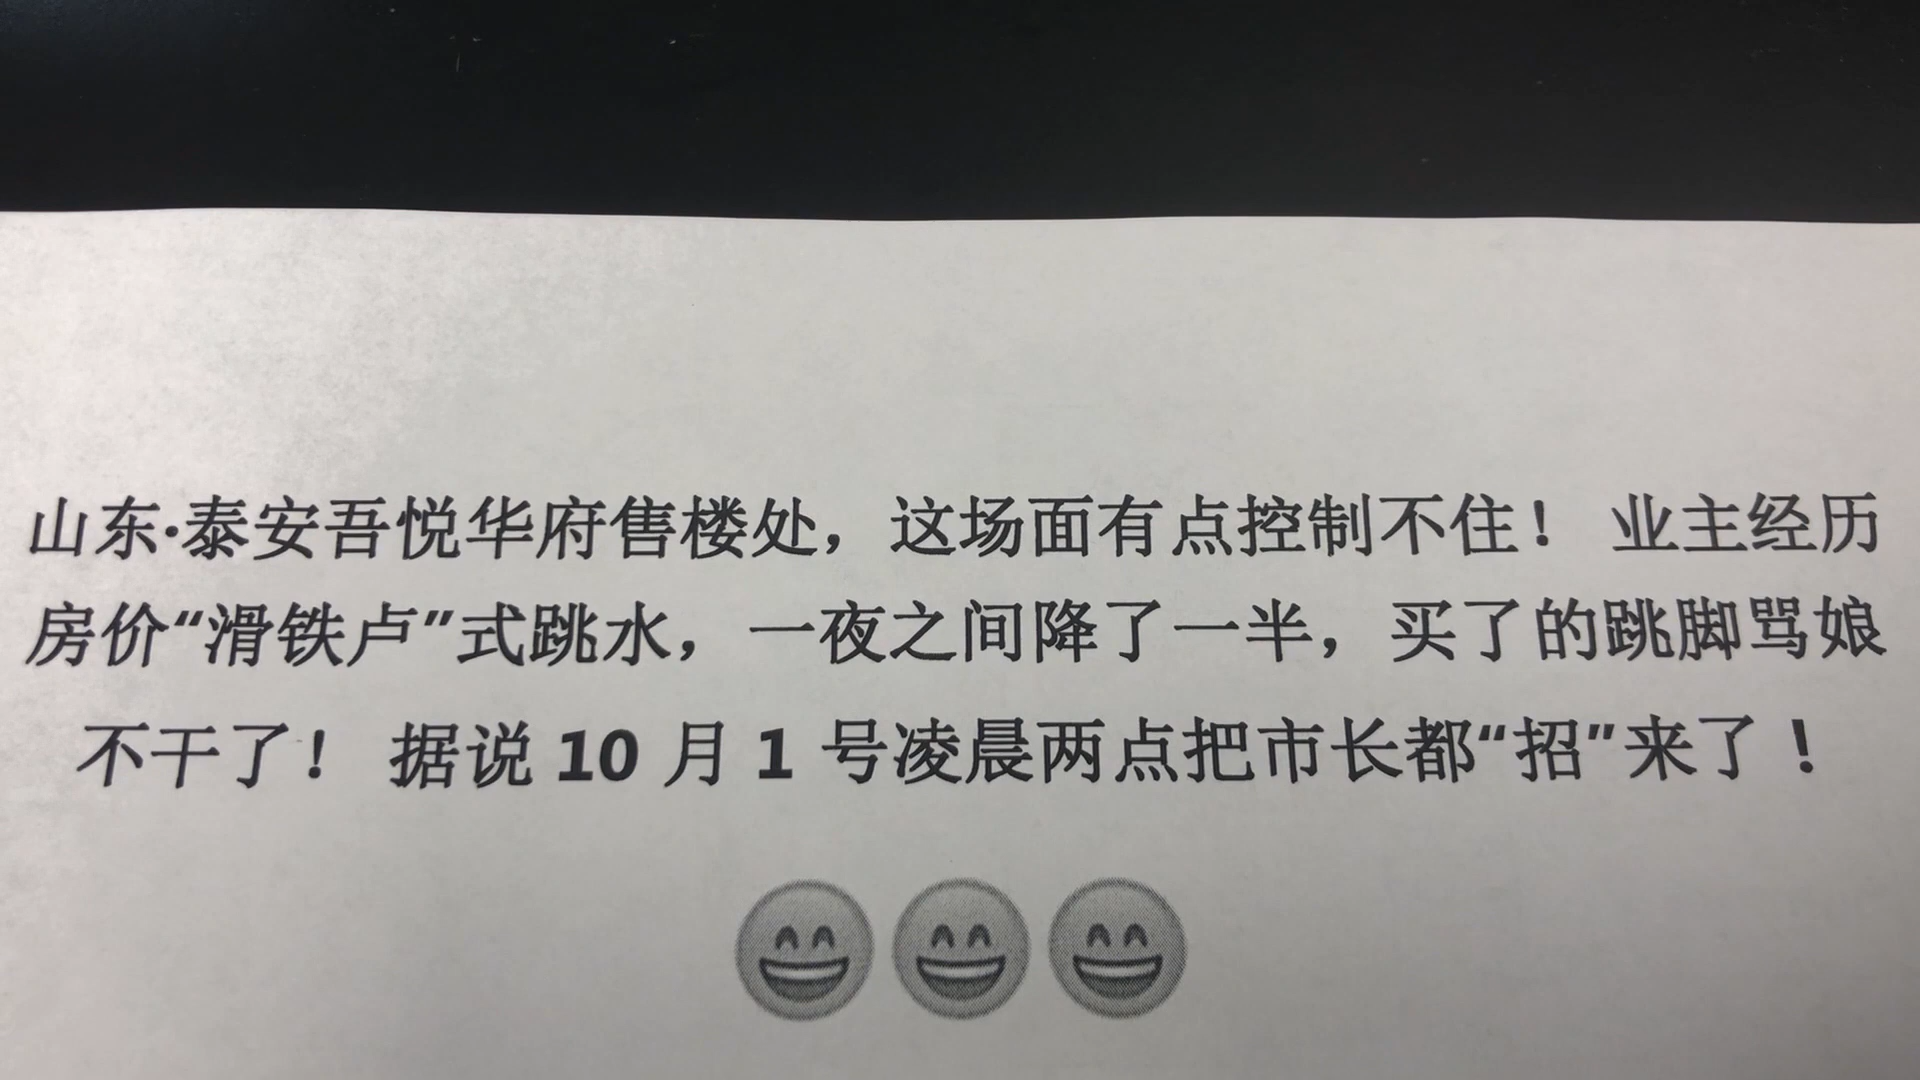 山东·泰安吾悦华府售楼处，这场面有点控制不住！ 业主经历
房价“滑铁卢”式跳水，一夜之间降了一半，买了的跳脚骂娘
不干了！ 据说 10 月 1 号凌晨两点把市长都“招”来了！